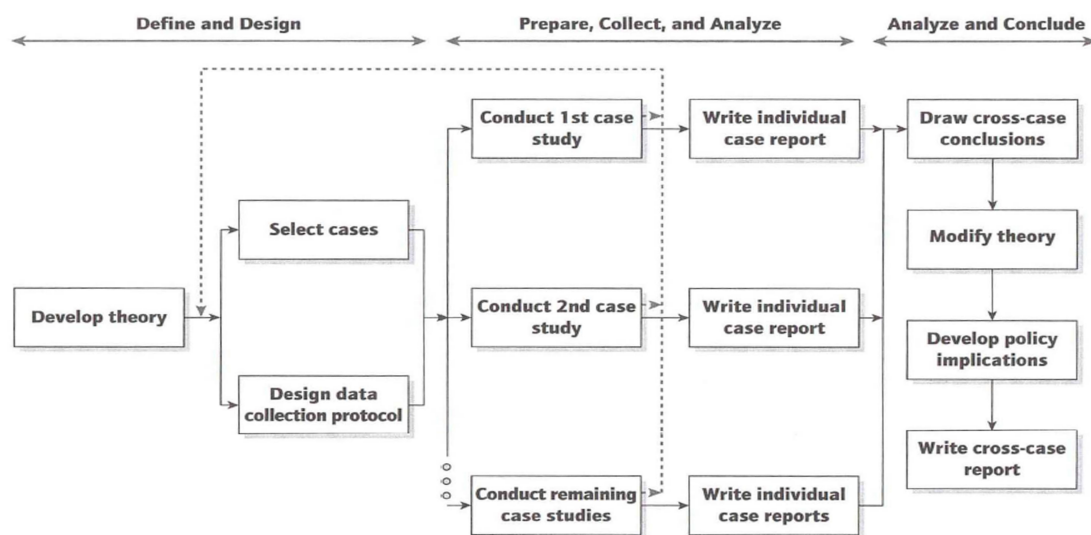 Define and Design
Prepare, Collect, and Analyze
Analyze and Conclude
Conduct 1st case
study
Write individual
case report
Draw cross-case
conclusions
Select cases
Modify theory
Develop theory
Conduct 2nd case
study
Write individual
case report
Develop policy
implications
Design data
collection protocol
Write cross-case
report
Conduct remaining
case studies
Write individual
case reports